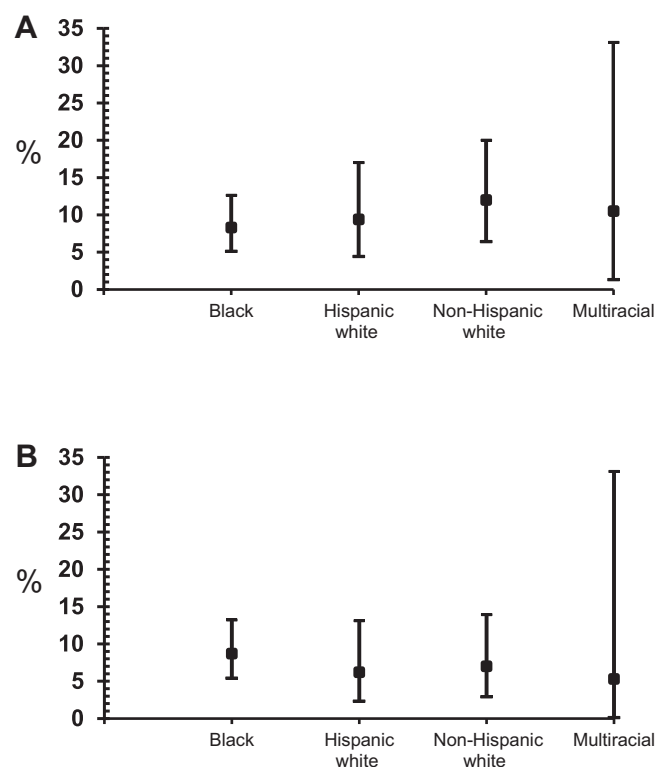 A
35
30
25
20
%
15
10
5
0
Black
Hispanic
white
Non-Hispanic
white
Multiracial
B
35
30
25
20
%
15
10
5
0
Black
Hispanic
white
Non-Hispanic
white
Multiracial